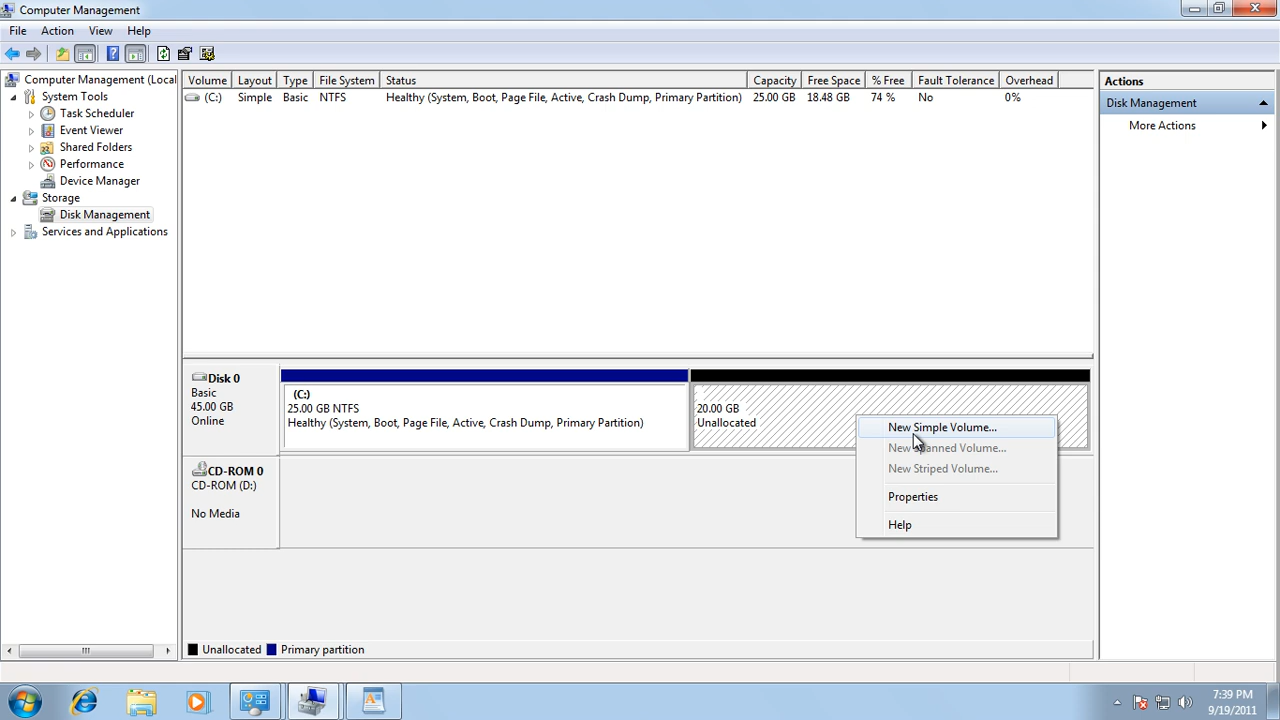 Computer Management
File Action View Help
Computer Management (Local
System Tools
Task Scheduler
Event Viewer
Shared Folders
Performance
Device Manager
Storage
Disk Management
Services and Applications
Volume Layout Type File System Status Capacity Free Space % Free Fault Tolerance Overhead
(C:) Simple Basic NTFS Healthy (System, Boot, Page File, Active, Crash Dump, Primary Partition) 25.00 GB 18.48 GB 74 % No 0%
Actions
Disk Management
More Actions
Disk 0
Basic
45.00 GB
Online
(C:)
25.00 GB NTFS
Healthy (System, Boot, Page File, Active, Crash Dump, Primary Partition)
20.00 GB
Unallocated
New Simple Volume...
New Spanned Volume...
New Striped Volume...
Properties
Help
CD-ROM 0
CD-ROM (D:)
No Media
Unallocated Primary partition
7:39 PM
9/19/2011